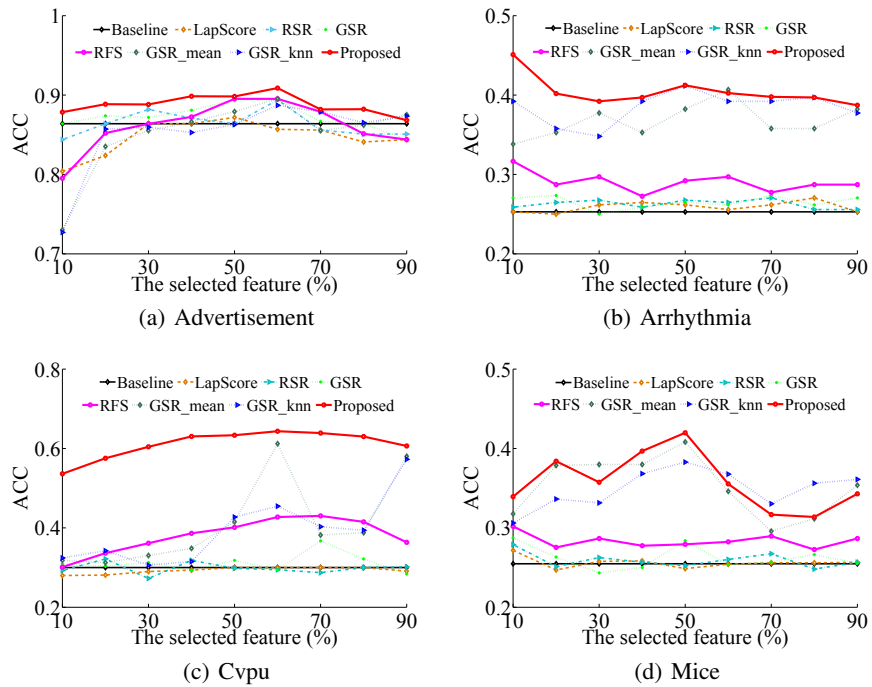 1
0.9
0.8
0.7
ACC
Baseline LapScore RSR GSR
RFS GSR_mean GSR_knn Proposed
10 30 50 70 90
The selected feature (%)
(a) Advertisement
0.5
0.4
0.3
0.2
ACC
Baseline LapScore RSR GSR
RFS GSR_mean GSR_knn Proposed
10 30 50 70 90
The selected feature (%)
(b) Arrhythmia
0.8
0.6
0.4
0.2
ACC
Baseline LapScore RSR GSR
RFS GSR_mean GSR_knn Proposed
10 30 50 70 90
The selected feature (%)
(c) Cvpu
0.5
0.4
0.3
0.2
ACC
Baseline LapScore RSR GSR
RFS GSR_mean GSR_knn Proposed
10 30 50 70 90
The selected feature (%)
(d) Mice